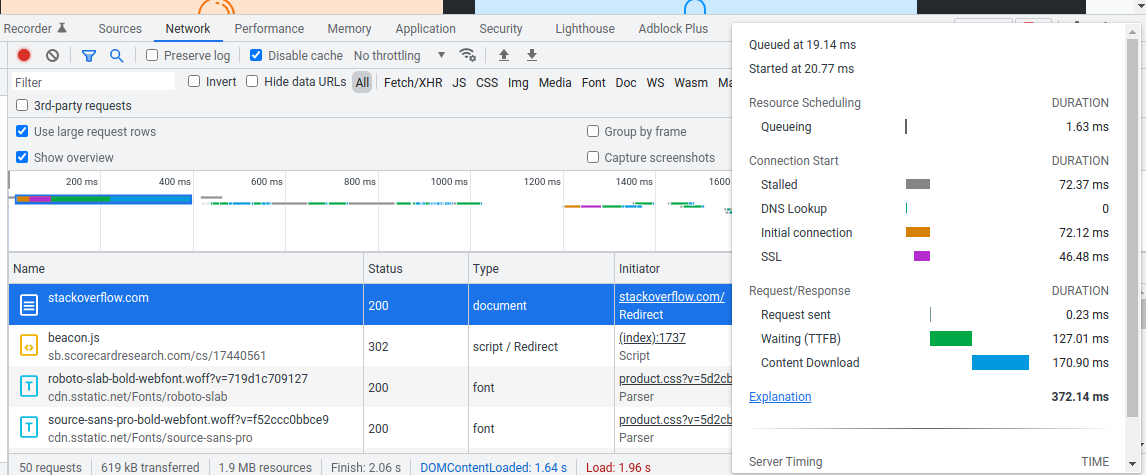 Recorder Sources Network Performance Memory Application Security Lighthouse Adblock Plus
Preserve log Disable cache No throttling
Filter Invert Hide data URLs All Fetch/XHR JS CSS Img Media Font Doc WS Wasm
3rd-party requests
Use large request rows Group by frame
Show overview Capture screenshots
200 ms 400 ms 600 ms 800 ms 1000 ms 1200 ms 1400 ms
Name Status Type Initiator
stackoverflow.com 200 document stackoverflow.com/
Redirect
beacon.js 302 script / Redirect (index):1737
sb.scorecardresearch.com/cs/17440561 Script
roboto-slab-bold-webfont.woff?v=719d1c709127 200 font product.css?v=5d2cb
cdn.sstatic.net/Fonts/roboto-slab Parser
source-sans-pro-bold-webfont.woff?v=f52ccc0bbce9 200 font product.css?v=5d2cb
cdn.sstatic.net/Fonts/source-sans-pro Parser
50 requests 619 kB transferred 1.9 MB resources Finish: 2.06 s DOMContentLoaded: 1.64 s Load: 1.96 s
Queued at 19.14 ms
Started at 20.77 ms
Resource Scheduling DURATION
Queueing 1.63 ms
Connection Start DURATION
Stalled 72.37 ms
DNS Lookup 0
Initial connection 72.12 ms
SSL 46.48 ms
Request/Response DURATION
Request sent 0.23 ms
Waiting (TTFB) 127.01 ms
Content Download 170.90 ms
Explanation 372.14 ms
Server Timing TIME